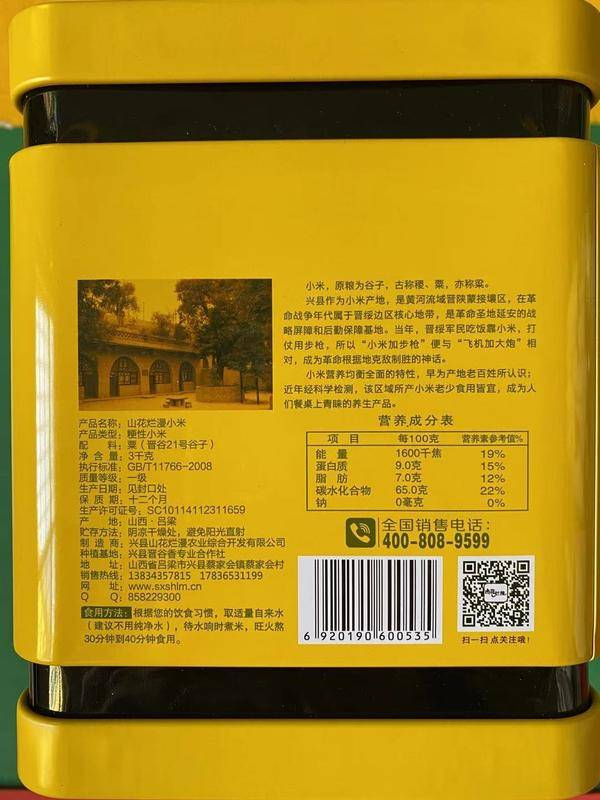 小米，原粮为谷子，古称稷、粟，亦称粱。
兴县作为小米产地，是黄河流域晋陕蒙接壤区，在革
命战争年代属于晋绥边区核心地带，是革命圣地延安的战
略屏障和后勤保障基地。当年，晋绥军民吃饭靠小米，打
仗用步枪，所以“小米加步枪”便与“飞机加大炮”相
对，成为革命根据地克敌制胜的神话。
小米营养均衡全面的特性，早为产地老百姓所认识；
近年经科学检测，该区域所产小米老少食用皆宜，成为人
们餐桌上青睐的养生产品。
产品名称：山花烂漫小米
产品类型：粳性小米
配　　料：粟（晋谷21号谷子）
净 含 量：3千克
执行标准：GB/T11766-2008
质量等级：一级
生产日期：见封口处
保 质 期：十二个月
生产许可证号：SC10114112311659
产　　地：山西·吕梁
贮存方法：阴凉干燥处，避免阳光直射
制 造 商：兴县山花烂漫农业综合开发有限公司
种植基地：兴县晋谷香专业合作社
地　　址：山西省吕梁市兴县蔡家会镇蔡家会村
销售热线：13834357815 17836531199
网　　址：www.sxshlm.cn
Q　　Q：858229300
食用方法：根据您的饮食习惯，取适量自来水
（建议不用纯净水），待水响时煮米，旺火熬
30分钟到40分钟食用。
营养成分表
项 目 每100克 营养素参考值%
能 量 1600千焦 19%
蛋白质 9.0克 15%
脂 肪 7.0克 12%
碳水化合物 65.0克 22%
钠 0毫克 0%
全国销售电话：
400-808-9599
6 920190 600535
扫一扫 点关注哦！